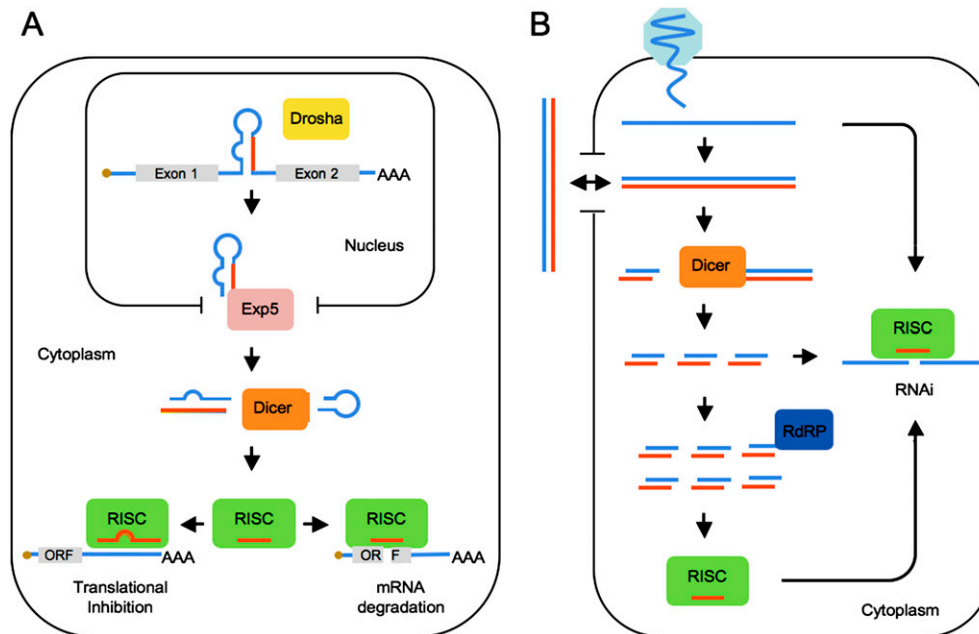 A
Drosha
Exon 1
Exon 2
AAA
Nucleus
Exp5
Cytoplasm
Dicer
RISC
RISC
RISC
ORF
AAA
OR F
AAA
Translational
Inhibition
mRNA
degradation
B
Dicer
RISC
RNAi
RdRP
RISC
Cytoplasm